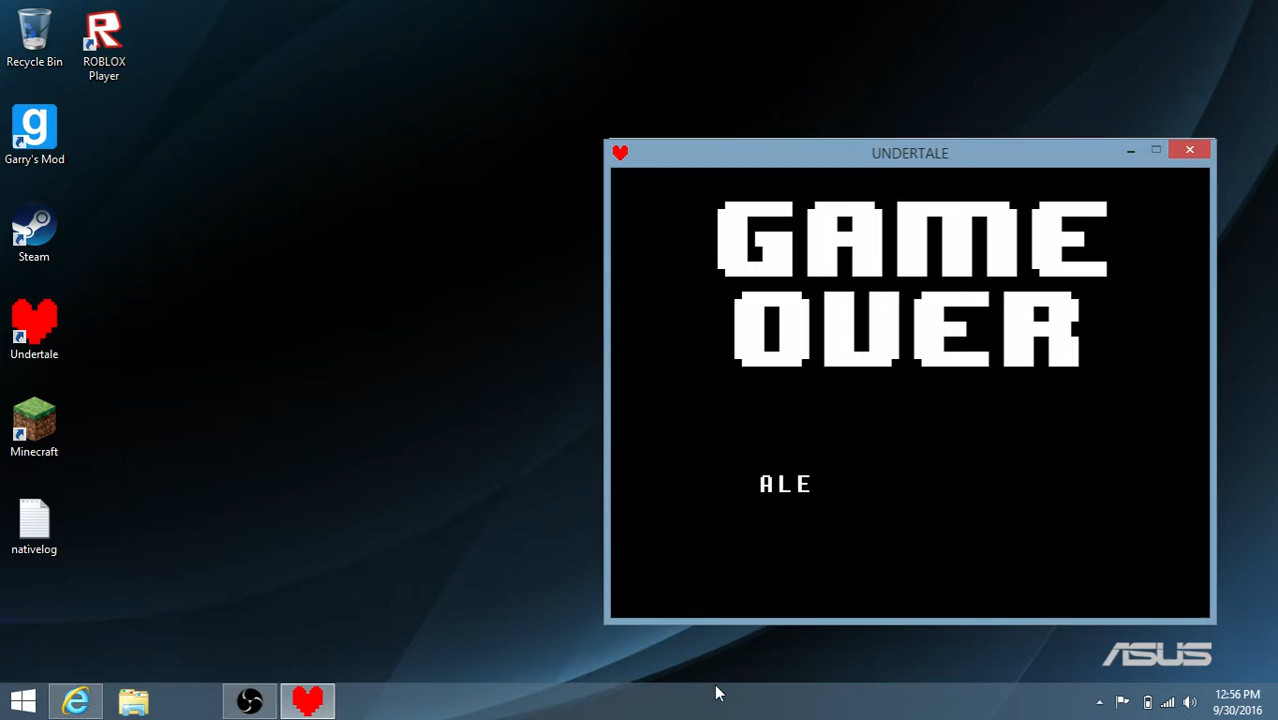 Recycle Bin
ROBLOX
Player
Garry's Mod
Steam
Undertale
Minecraft
nativelog
UNDERTALE
GAME
OVER
ALE
ASUS
12:56 PM
9/30/2016